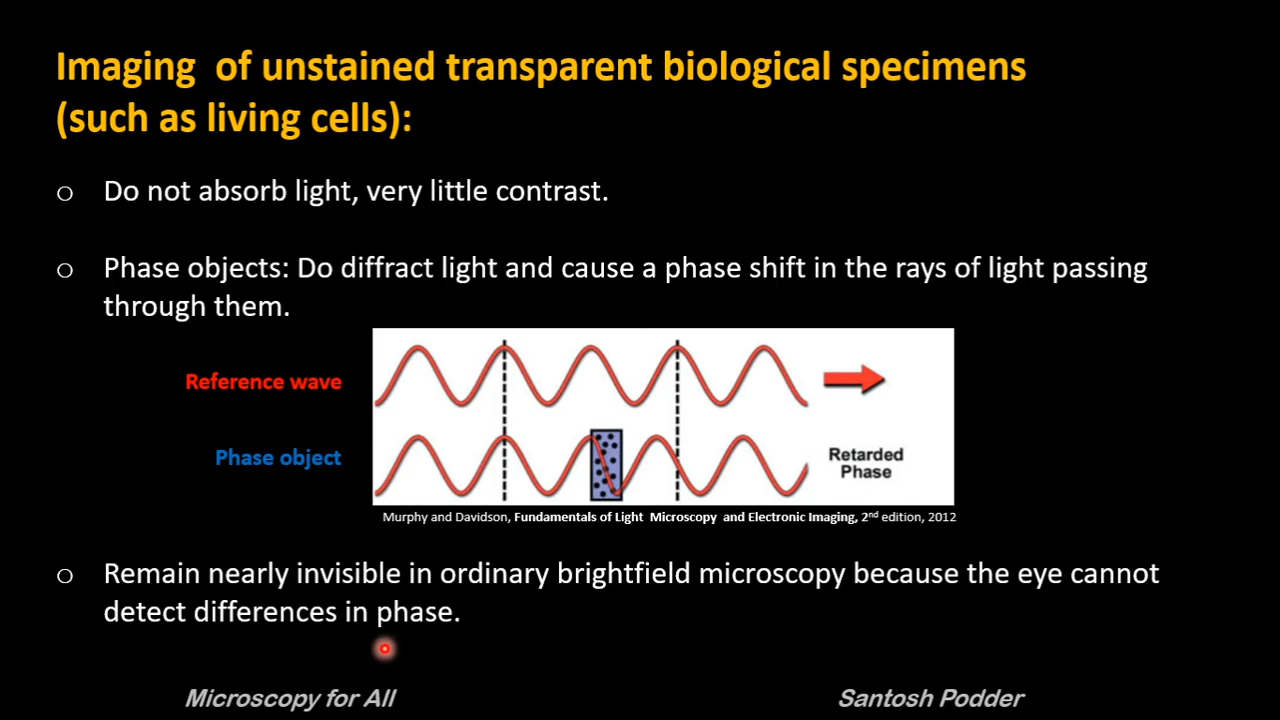 Imaging  of unstained transparent biological specimens
(such as living cells):
o Do not absorb light, very little contrast.
o Phase objects: Do diffract light and cause a phase shift in the rays of light passing
through them.
Reference wave
Phase object
Retarded
Phase
Murphy and Davidson, Fundamentals of Light  Microscopy  and Electronic Imaging, 2nd edition, 2012
o Remain nearly invisible in ordinary brightfield microscopy because the eye cannot
detect differences in phase.
Microscopy for All
Santosh Podder